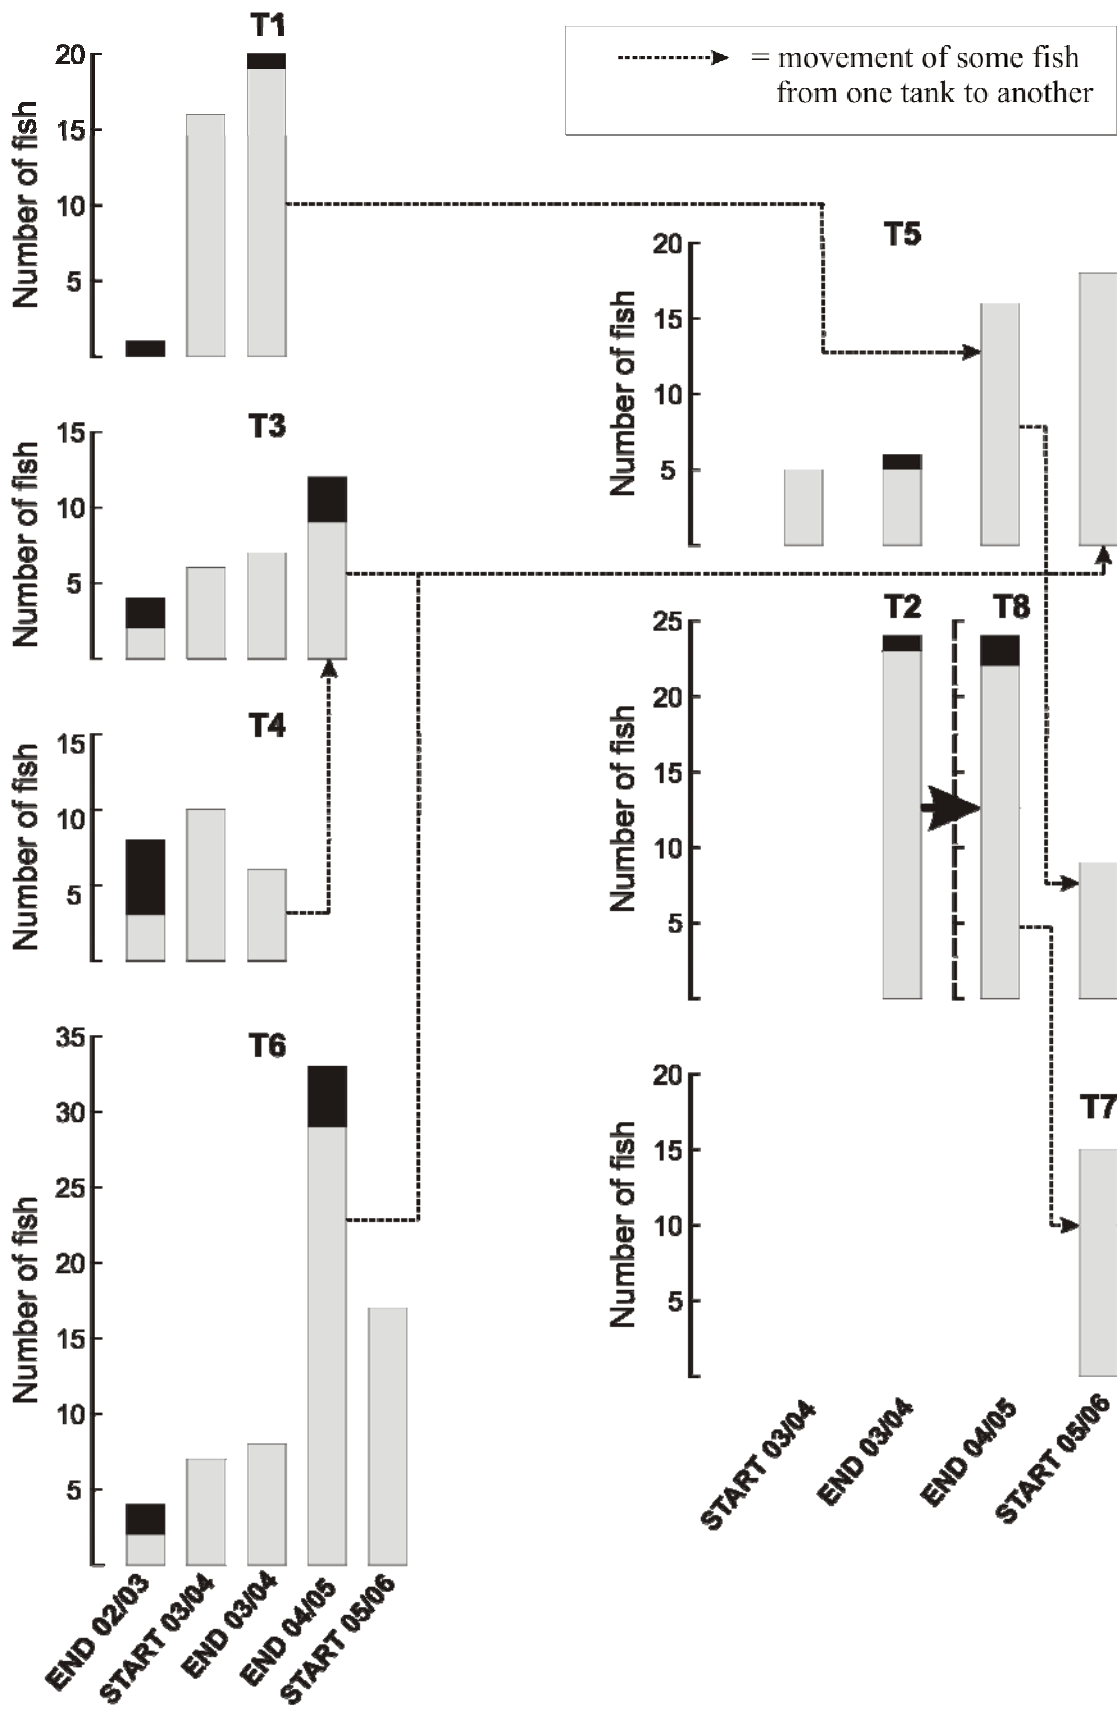 T1
20
15
10
5
Number of fish
= movement of some fish
from one tank to another
T3
15
10
5
Number of fish
T4
15
10
5
Number of fish
T6
35
30
25
20
15
10
5
Number of fish
END 02/03
START 03/04
END 03/04
END 04/05
START 05/06
T5
20
15
10
5
Number of fish
T2
T8
25
20
15
10
5
Number of fish
T7
20
15
10
5
Number of fish
START 03/04
END 03/04
END 04/05
START 05/06